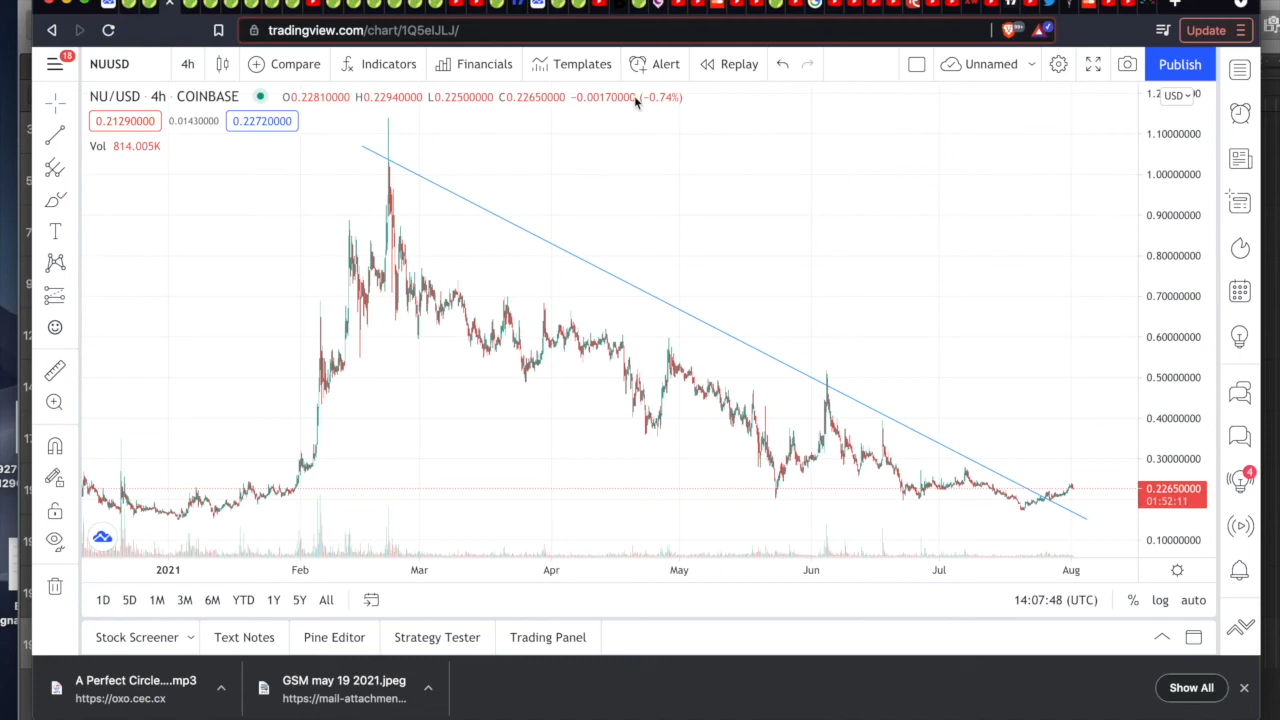 tradingview.com/chart/1Q5eIJLJ/
Update
18
NUUSD
4h
Compare
Indicators
Financials
Templates
Alert
Replay
Unnamed
Publish
NU/USD · 4h · COINBASE
O0.22810000 H0.22940000 L0.22500000 C0.22650000 −0.00170000 (−0.74%)
USD
0.21290000
0.01430000
0.22720000
Vol 814.005K
1.10000000
1.00000000
0.90000000
0.80000000
0.70000000
0.60000000
0.50000000
0.40000000
0.30000000
0.22650000
01:52:11
0.10000000
4
2021 Feb Mar Apr May Jun Jul Aug
1D 5D 1M 3M 6M YTD 1Y 5Y All
14:07:48 (UTC)
% log auto
Stock Screener
Text Notes
Pine Editor
Strategy Tester
Trading Panel
A Perfect Circle....mp3
https://oxo.cec.cx
GSM may 19 2021.jpeg
https://mail-attachmen...
Show All